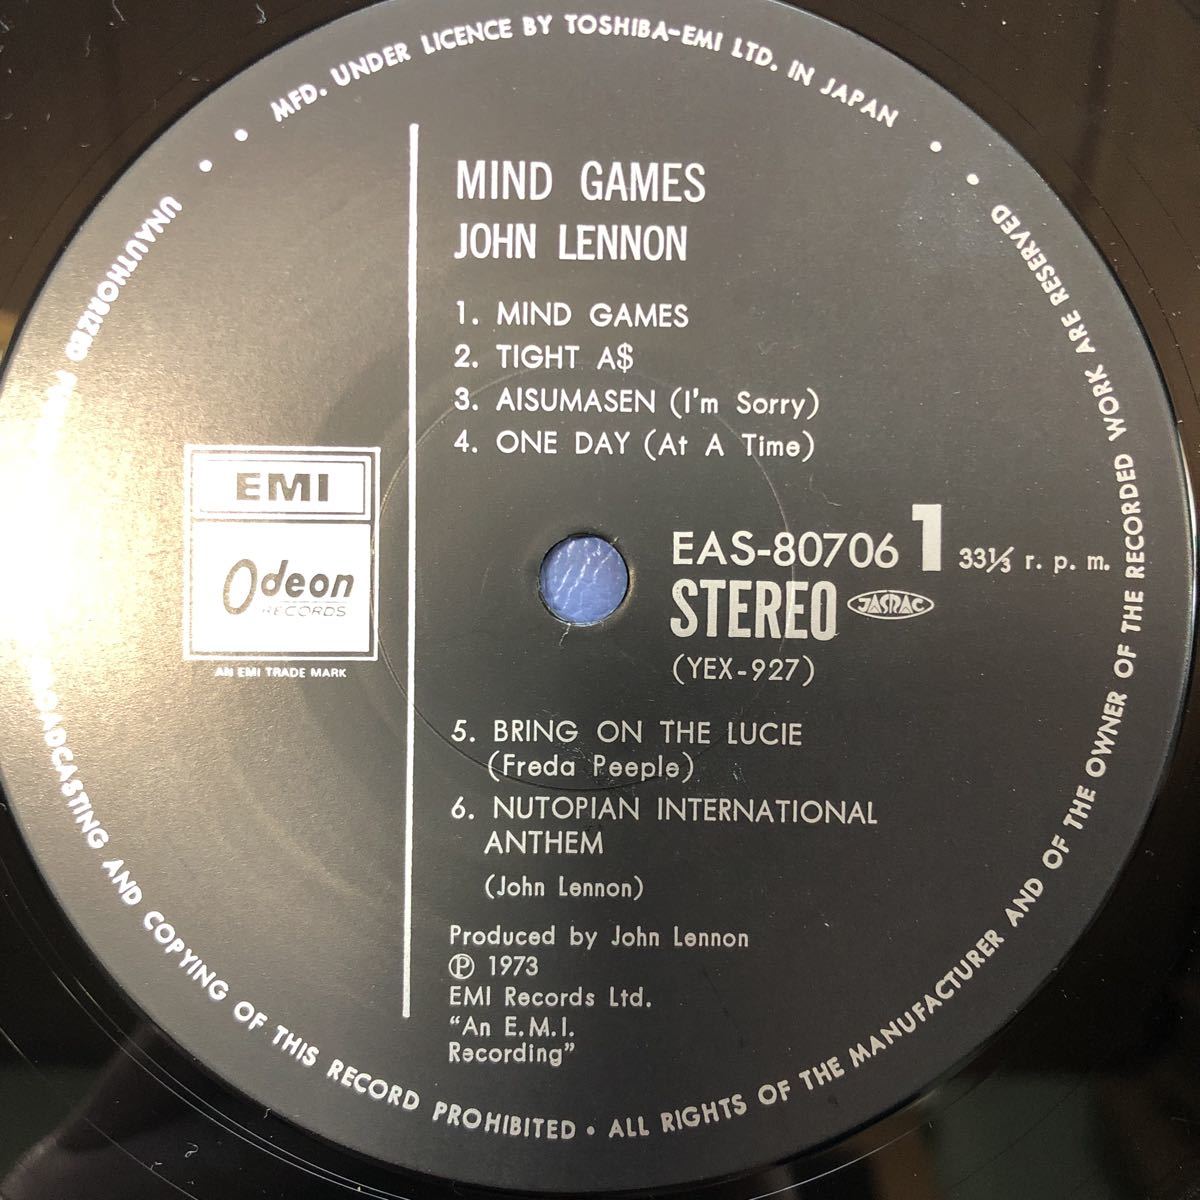 MFD. UNDER LICENCE BY TOSHIBA-EMI LTD. IN JAPAN
MIND GAMES
JOHN LENNON
1. MIND GAMES
2. TIGHT A$
3. AISUMASEN (I'm Sorry)
4. ONE DAY (At A Time)
EMI
Odeon
RECORDS
AN EMI TRADE MARK
EAS-80706 1 33⅓ r. p. m.
STEREO JASRAC
(YEX-927)
5. BRING ON THE LUCIE
(Freda Peeple)
6. NUTOPIAN INTERNATIONAL
ANTHEM
(John Lennon)
Produced by John Lennon
Ⓟ 1973
EMI Records Ltd.
"An E.M.I.
Recording"
UNAUTHORIZED AND COPYING OF THIS RECORD PROHIBITED • ALL RIGHTS OF THE MANUFACTURER AND OF THE OWNER OF THE RECORDED WORK ARE RESERVED